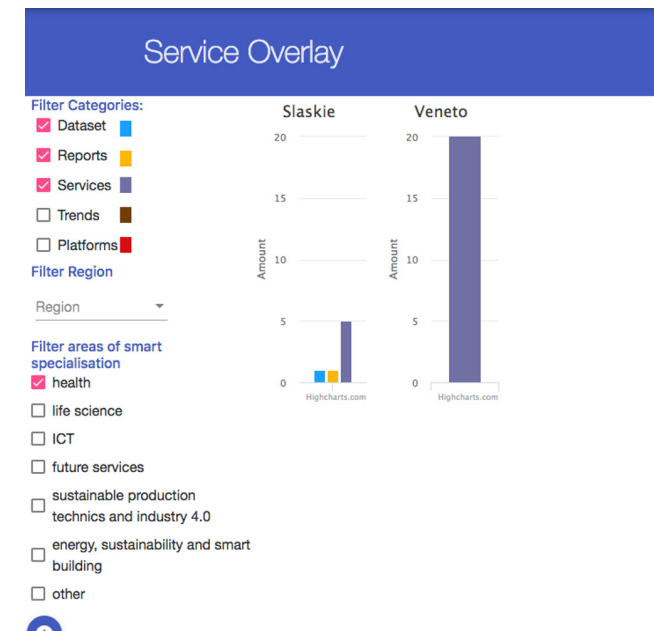 Service Overlay
Filter Categories:
Dataset
Reports
Services
Trends
Platforms
Filter Region
Region
Filter areas of smart
specialisation
health
life science
ICT
future services
sustainable production
technics and industry 4.0
energy, sustainability and smart
building
other
Slaskie
20
15
10
5
0
Amount
Highcharts.com
Veneto
20
15
10
5
0
Amount
Highcharts.com